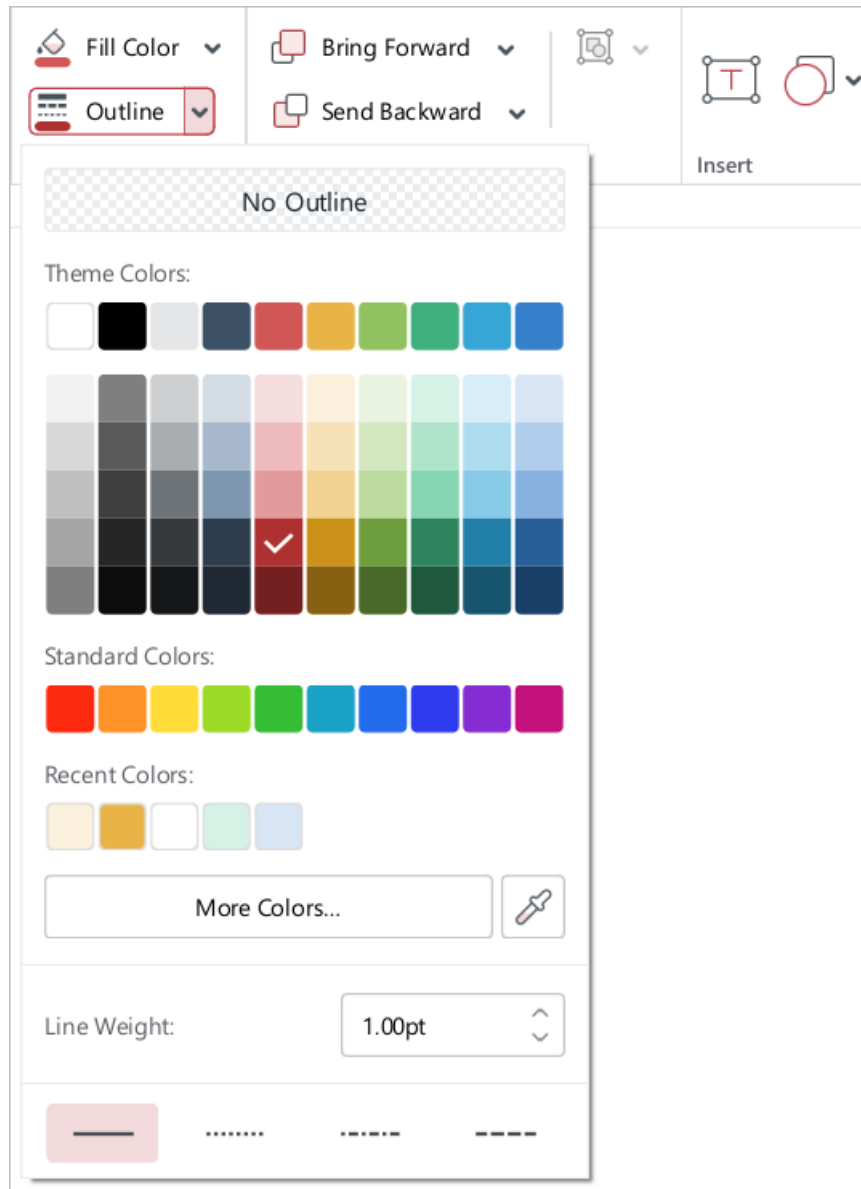 Fill Color
Bring Forward
Outline
Send Backward
T
Insert
No Outline
Theme Colors:
Standard Colors:
Recent Colors:
More Colors...
Line Weight:
1.00pt